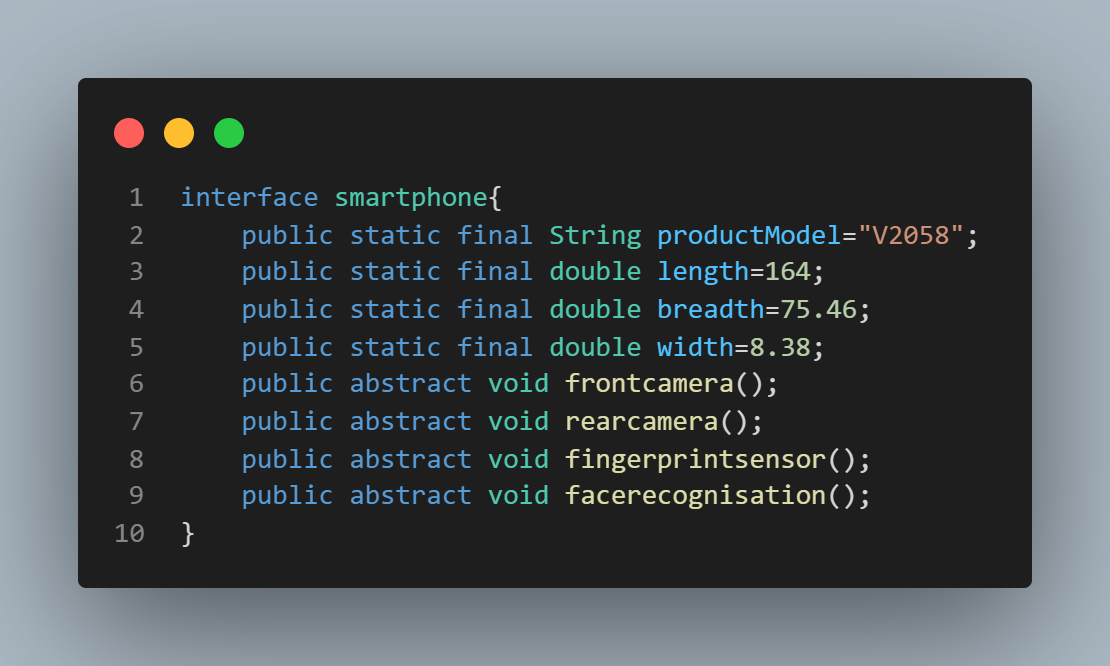 1 interface smartphone{
2 public static final String productModel="V2058";
3 public static final double length=164;
4 public static final double breadth=75.46;
5 public static final double width=8.38;
6 public abstract void frontcamera();
7 public abstract void rearcamera();
8 public abstract void fingerprintsensor();
9 public abstract void facerecognisation();
10 }